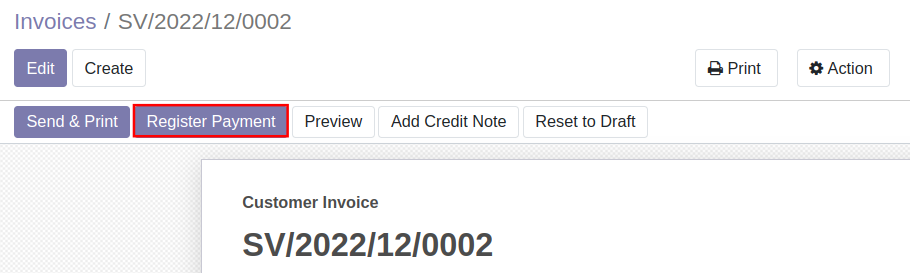 Invoices / SV/2022/12/0002
Edit Create Print Action
Send & Print Register Payment Preview Add Credit Note Reset to Draft
Customer Invoice
SV/2022/12/0002